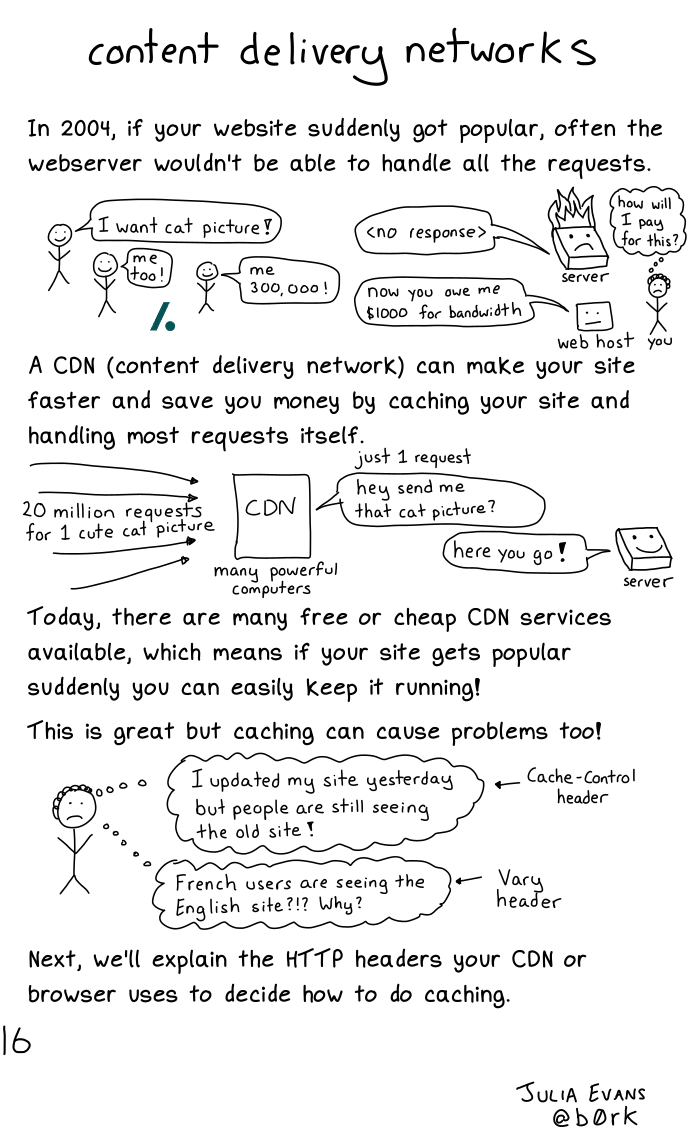 content delivery networks
In 2004, if your website suddenly got popular, often the
webserver wouldn't be able to handle all the requests.
I want cat picture!
me
too!
me
300,000!
/.
<no response>
server
how will
I pay
for this?
now you owe me
$1000 for bandwidth
web host
you
A CDN (content delivery network) can make your site
faster and save you money by caching your site and
handling most requests itself.
20 million requests
for 1 cute cat picture
CDN
many powerful
computers
just 1 request
hey send me
that cat picture?
here you go!
server
Today, there are many free or cheap CDN services
available, which means if your site gets popular
suddenly you can easily keep it running!
This is great but caching can cause problems too!
I updated my site yesterday
but people are still seeing
the old site!
Cache-Control
header
French users are seeing the
English site?!? Why?
Vary
header
Next, we'll explain the HTTP headers your CDN or
browser uses to decide how to do caching.
16
JULIA EVANS
@b0rk